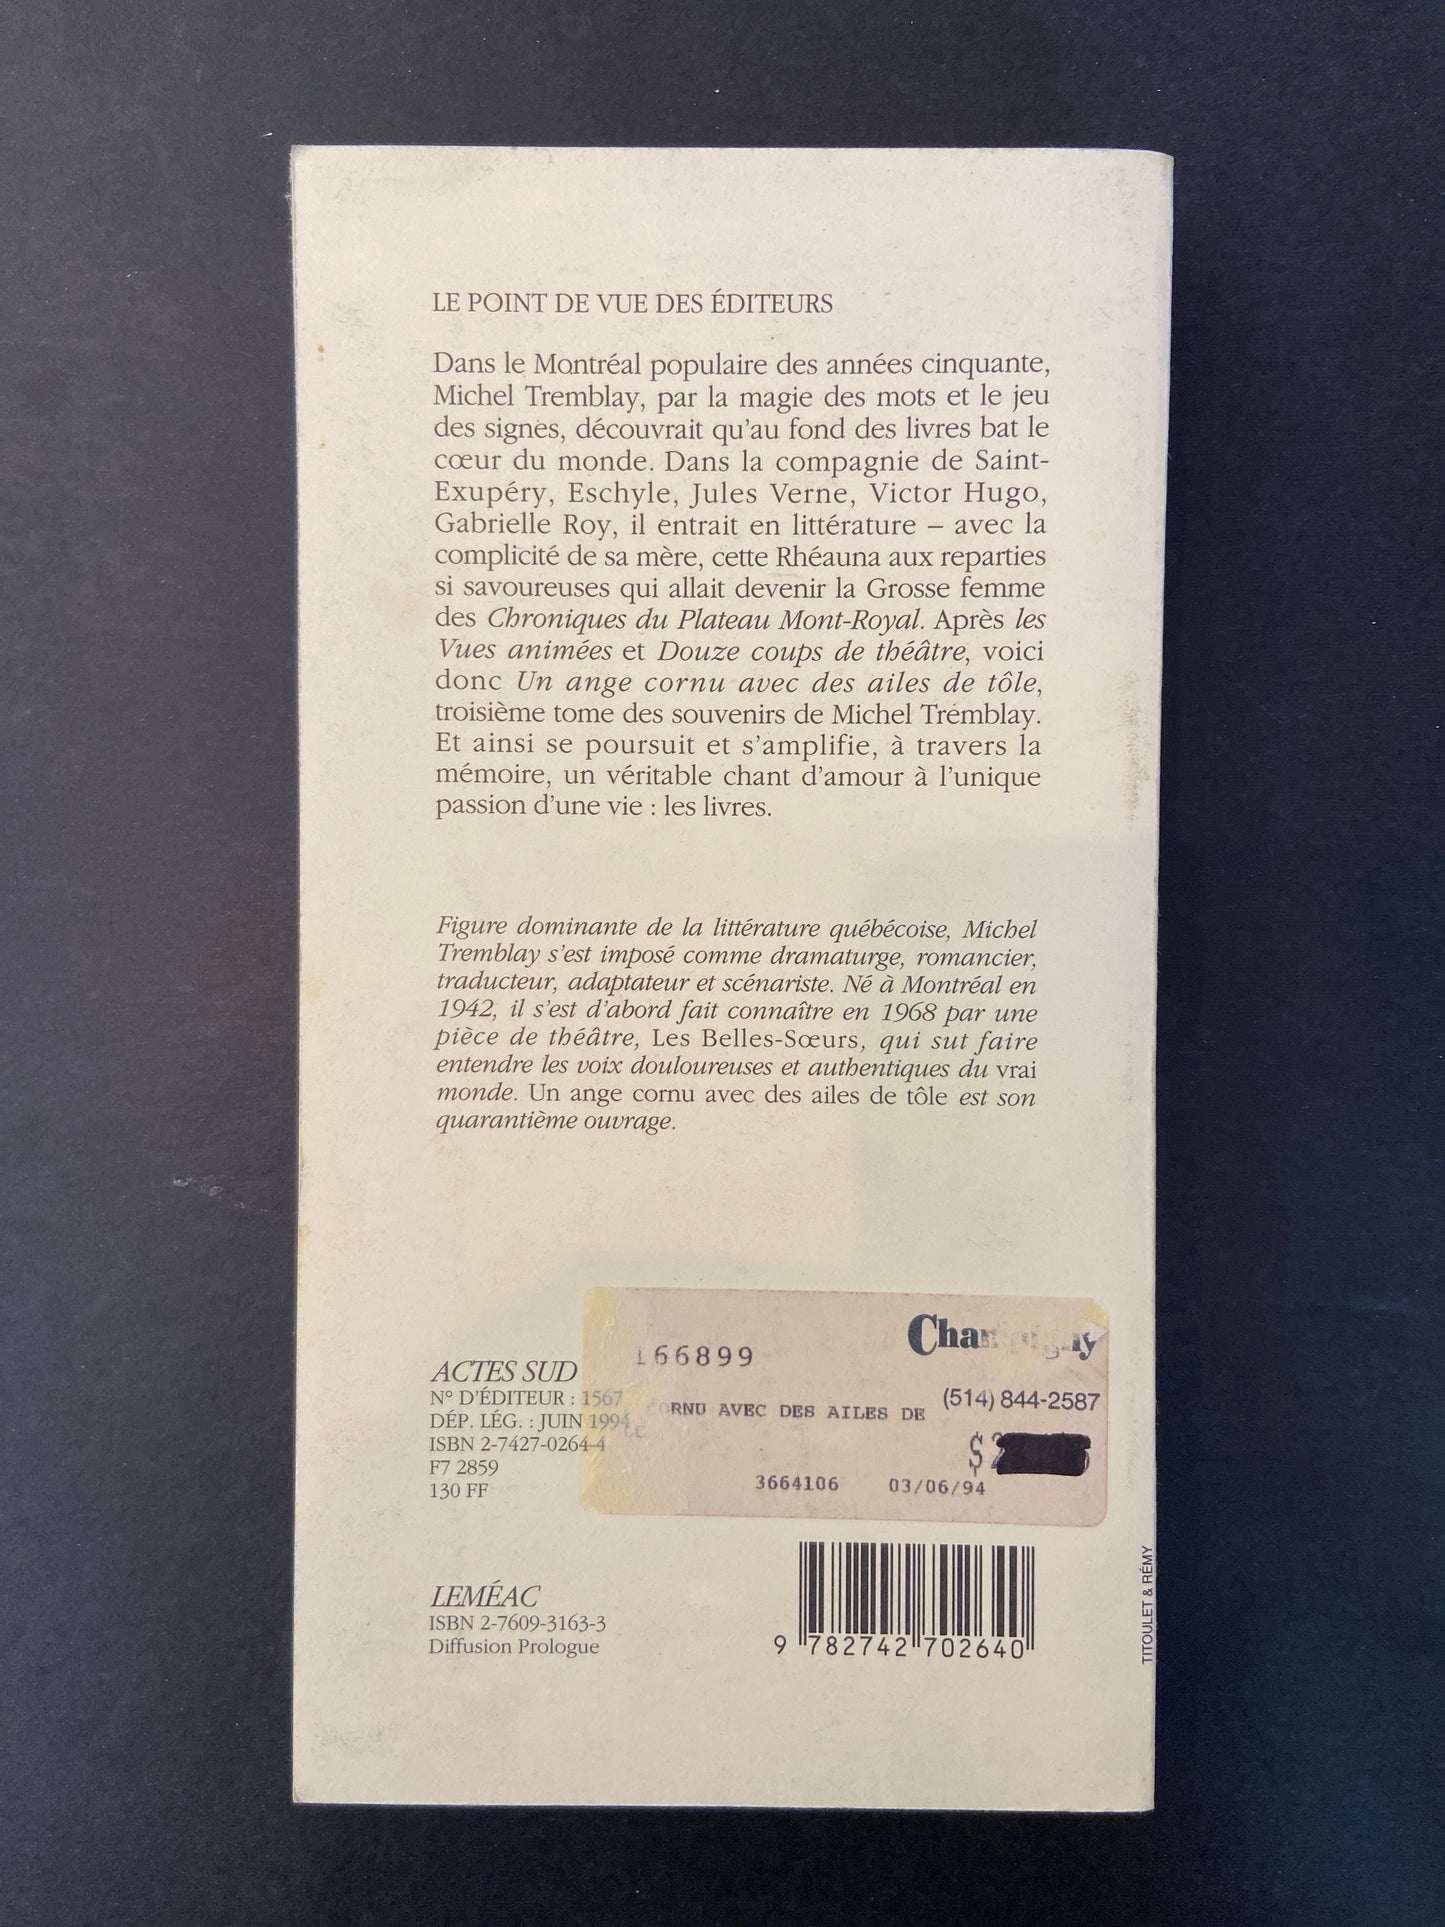 LE POINT DE VUE DES ÉDITEURS
Dans le Montréal populaire des années cinquante,
Michel Tremblay, par la magie des mots et le jeu
des signes, découvrait qu'au fond des livres bat le
cœur du monde. Dans la compagnie de Saint-
Exupéry, Eschyle, Jules Verne, Victor Hugo,
Gabrielle Roy, il entrait en littérature – avec la
complicité de sa mère, cette Rhéauna aux reparties
si savoureuses qui allait devenir la Grosse femme
des Chroniques du Plateau Mont-Royal. Après les
Vues animées et Douze coups de théâtre, voici
donc Un ange cornu avec des ailes de tôle,
troisième tome des souvenirs de Michel Tremblay.
Et ainsi se poursuit et s'amplifie, à travers la
mémoire, un véritable chant d'amour à l'unique
passion d'une vie : les livres.
Figure dominante de la littérature québécoise, Michel
Tremblay s'est imposé comme dramaturge, romancier,
traducteur, adaptateur et scénariste. Né à Montréal en
1942, il s'est d'abord fait connaître en 1968 par une
pièce de théâtre, Les Belles-Sœurs, qui sut faire
entendre les voix douloureuses et authentiques du vrai
monde. Un ange cornu avec des ailes de tôle est son
quarantième ouvrage.
Champigny
166899
(514) 844-2587
ORNU AVEC DES AILES DE
$2
3664106 03/06/94
ACTES SUD
N° D'ÉDITEUR : 1567
DÉP. LÉG. : JUIN 1994
ISBN 2-7427-0264-4
F7 2859
130 FF
LEMÉAC
ISBN 2-7609-3163-3
Diffusion Prologue
9 782742 702640
TITOULET & RÉMY